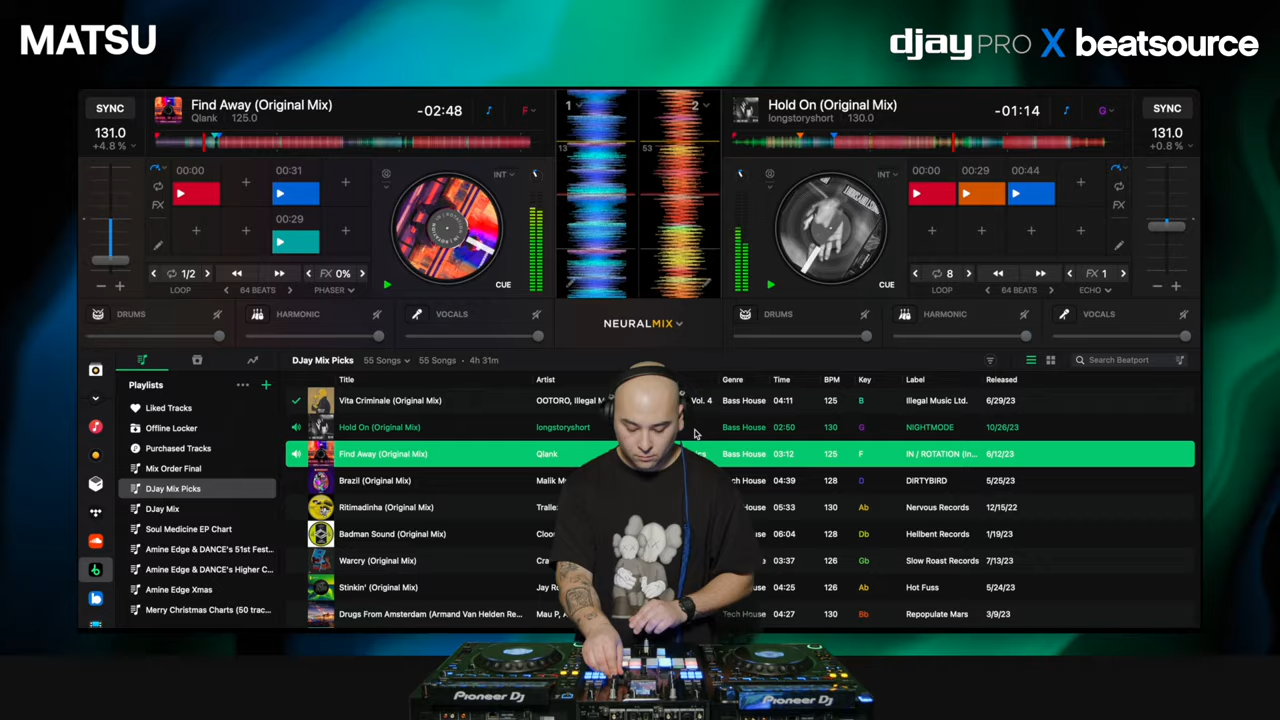 MATSU
djay PRO X beatsource
SYNC
131.0
+4.8 %
Find Away (Original Mix)
Qlank 125.0
-02:48
F
1
2
13
53
Hold On (Original Mix)
longstoryshort 130.0
-01:14
G
SYNC
131.0
+0.8 %
00:00
00:31
00:29
FX
INT
1/2
FX 0%
LOOP
64 BEATS
PHASER
CUE
INT
00:00
00:29
00:44
FX
8
FX 1
LOOP
64 BEATS
ECHO
CUE
DRUMS
HARMONIC
VOCALS
NEURALMIX
DRUMS
HARMONIC
VOCALS
Playlists
Liked Tracks
Offline Locker
Purchased Tracks
Mix Order Final
DJay Mix Picks
DJay Mix
Soul Medicine EP Chart
Amine Edge & DANCE's 51st Fest...
Amine Edge & DANCE's Higher C...
Amine Edge Xmas
Merry Christmas Charts (50 trac...
DJay Mix Picks 55 Songs 55 Songs • 4h 31m
Search Beatport
Title Artist Genre Time BPM Key Label Released
Vita Criminale (Original Mix) OOTORO, Illegal M Vol. 4 Bass House 04:11 125 B Illegal Music Ltd. 6/29/23
Hold On (Original Mix) longstoryshort Bass House 02:50 130 G NIGHTMODE 10/26/23
Find Away (Original Mix) Qlank Bass House 03:12 125 F IN / ROTATION (In... 6/12/23
Brazil (Original Mix) Malik M Bass House 04:39 128 D DIRTYBIRD 5/25/23
Ritimadinha (Original Mix) Tralle House 05:33 130 Ab Nervous Records 12/15/22
Badman Sound (Original Mix) Cloo House 06:04 128 Db Hellbent Records 1/19/23
Warcry (Original Mix) Cra House 03:37 126 Gb Slow Roast Records 7/13/23
Stinkin' (Original Mix) Jay Ro House 04:25 126 Ab Hot Fuss 5/24/23
Drugs From Amsterdam (Armand Van Helden Re... Mau P, A Tech House 04:27 130 Bb Repopulate Mars 3/9/23
Pioneer Dj
Pioneer Dj